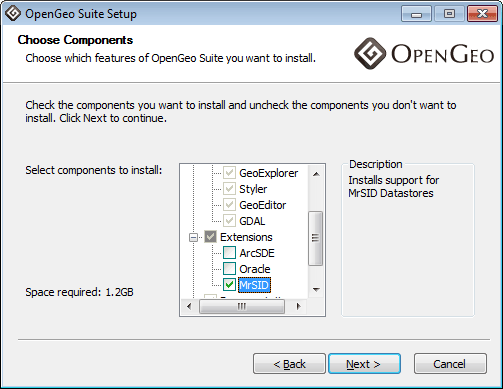 OpenGeo Suite Setup
Choose Components
Choose which features of OpenGeo Suite you want to install.
OPENGEO
Check the components you want to install and uncheck the components you don't want to
install. Click Next to continue.
Select components to install:
GeoExplorer
Styler
GeoEditor
GDAL
Extensions
ArcSDE
Oracle
MrSID
Description
Installs support for
MrSID Datastores
Space required: 1.2GB
< Back
Next >
Cancel